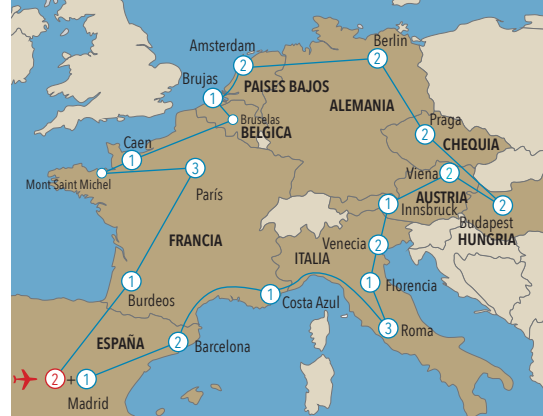 Amsterdam
2
Berlin
2
Brujas
1
PAISES BAJOS
ALEMANIA
Bruselas
BELGICA
Praga
2
CHEQUIA
Caen
1
Mont Saint Michel
3
París
Viena
2
AUSTRIA
1
Innsbruck
2
Budapest
HUNGRIA
FRANCIA
Venecia
2
ITALIA
1
Burdeos
1
Florencia
1
Costa Azul
3
Roma
ESPAÑA
2
Barcelona
2
+
1
Madrid